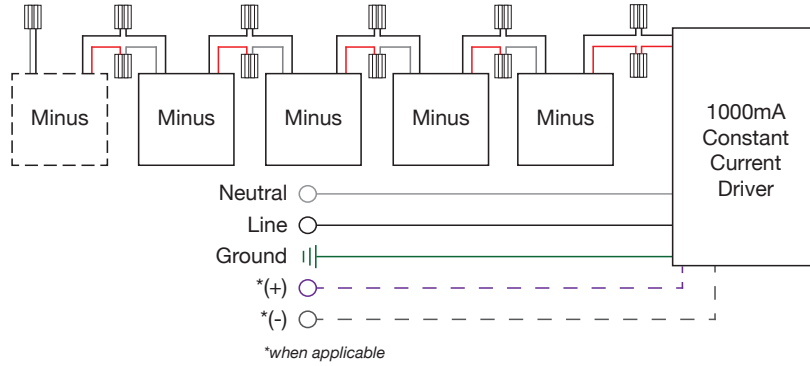 Minus
Minus
Minus
Minus
Minus
1000mA
Constant
Current
Driver
Neutral
Line
Ground
*(+)
*(-)
*when applicable